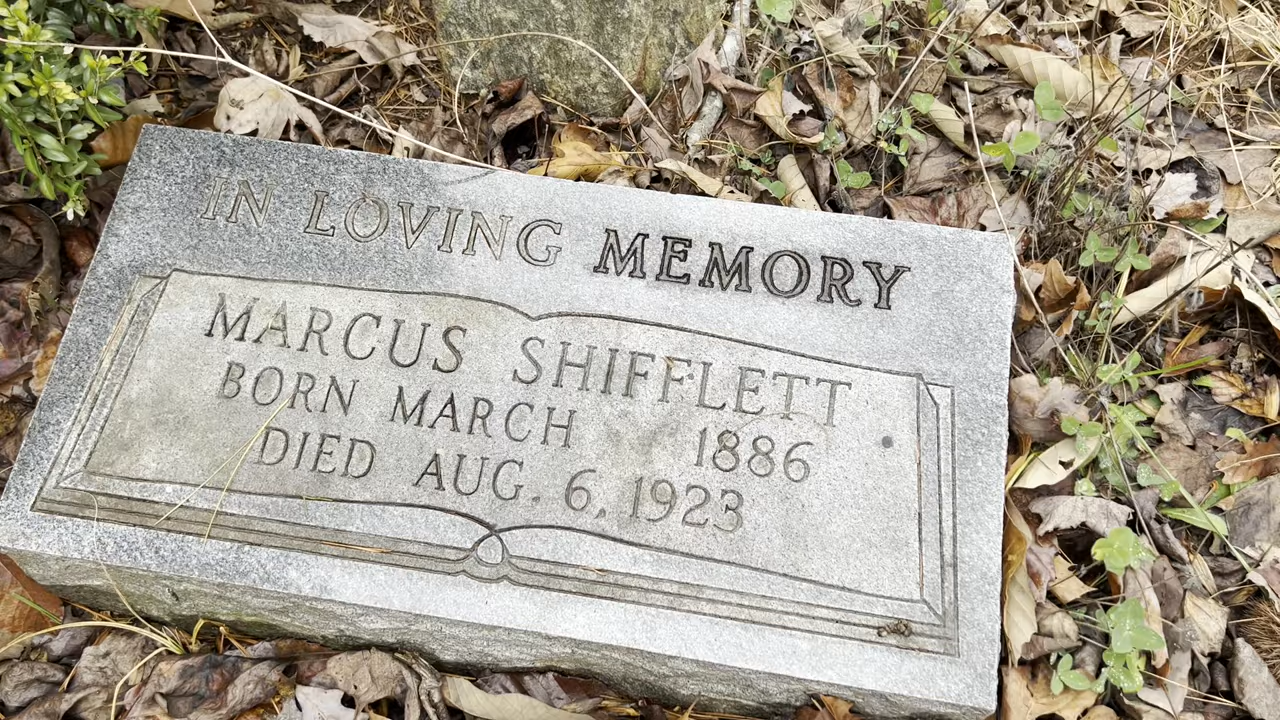 IN LOVING MEMORY
MARCUS SHIFFLETT
BORN MARCH 1886
DIED AUG. 6, 1923